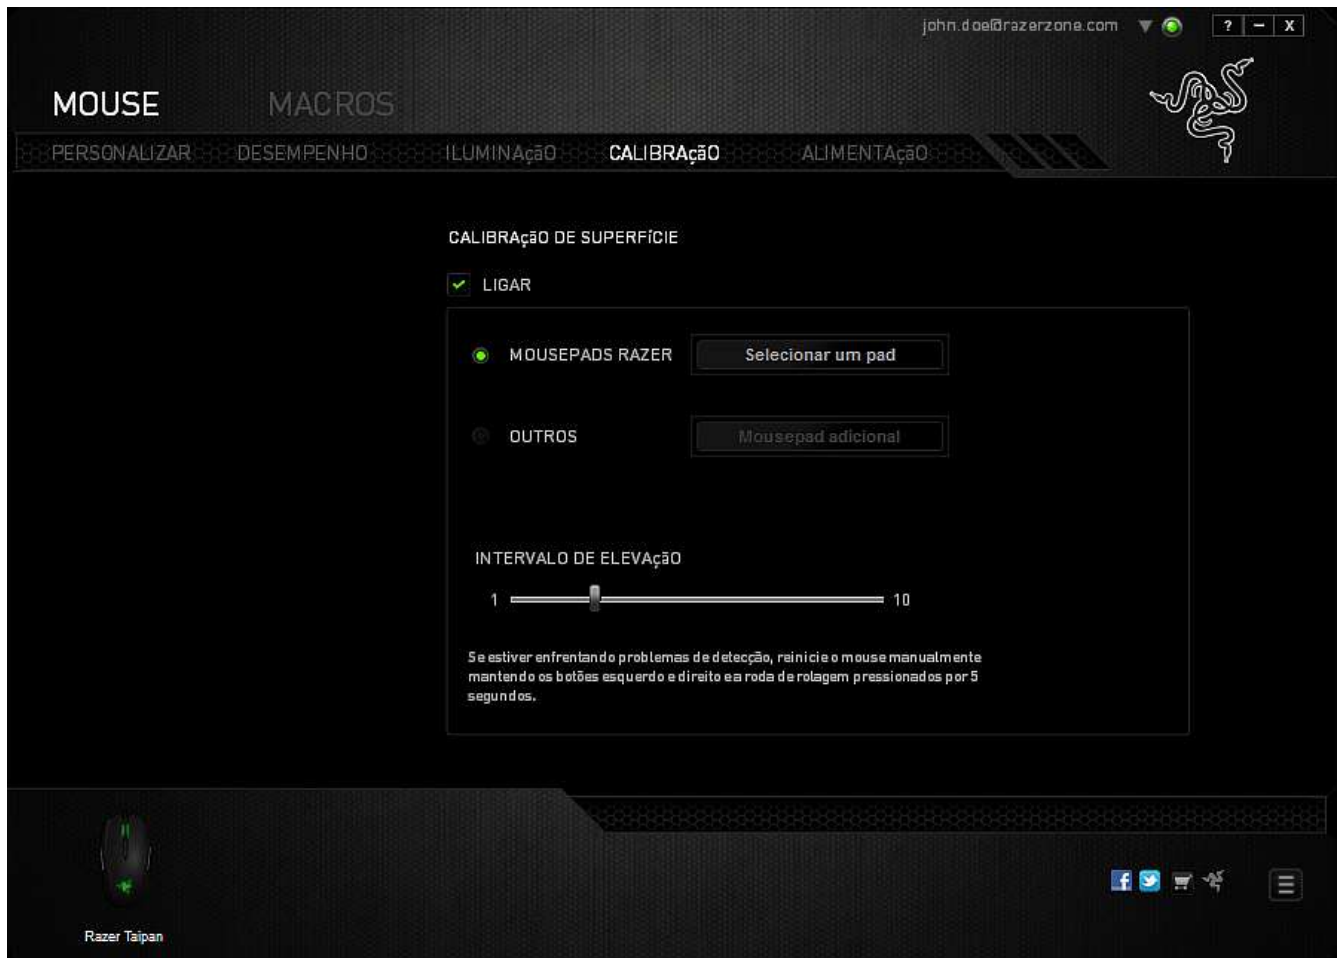 john.doe@razerzone.com
? – X
MOUSE MACROS
PERSONALIZAR DESEMPENHO ILUMINAçãO CALIBRAçãO ALIMENTAçãO
CALIBRAçãO DE SUPERFíCIE
LIGAR
MOUSEPADS RAZER Selecionar um pad
OUTROS Mousepad adicional
INTERVALO DE ELEVAçãO
1 10
Se estiver enfrentando problemas de detecção, reinicie o mouse manualmente
mantendo os botões esquerdo e direito e a roda de rolagem pressionados por 5
segundos.
Razer Taipan